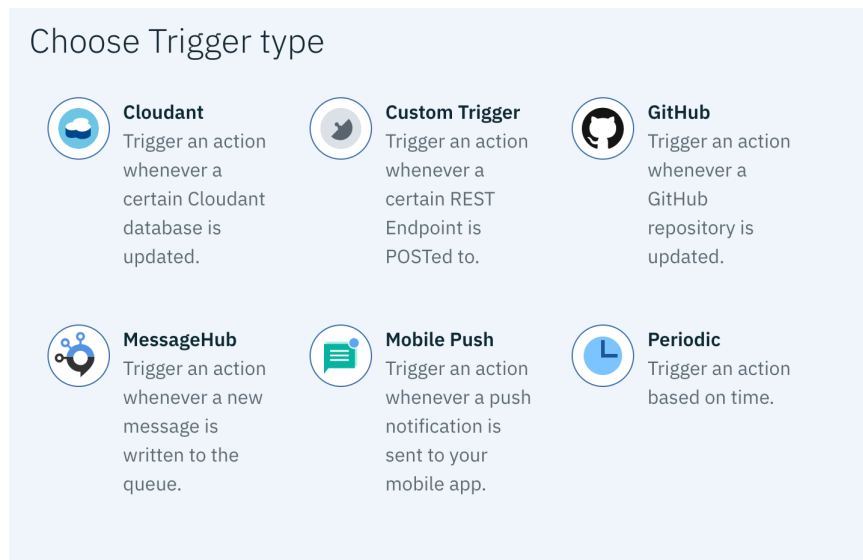 Choose Trigger type
Cloudant
Trigger an action
whenever a
certain Cloudant
database is
updated.
Custom Trigger
Trigger an action
whenever a
certain REST
Endpoint is
POSTed to.
GitHub
Trigger an action
whenever a
GitHub
repository is
updated.
MessageHub
Trigger an action
whenever a new
message is
written to the
queue.
Mobile Push
Trigger an action
whenever a push
notification is
sent to your
mobile app.
Periodic
Trigger an action
based on time.